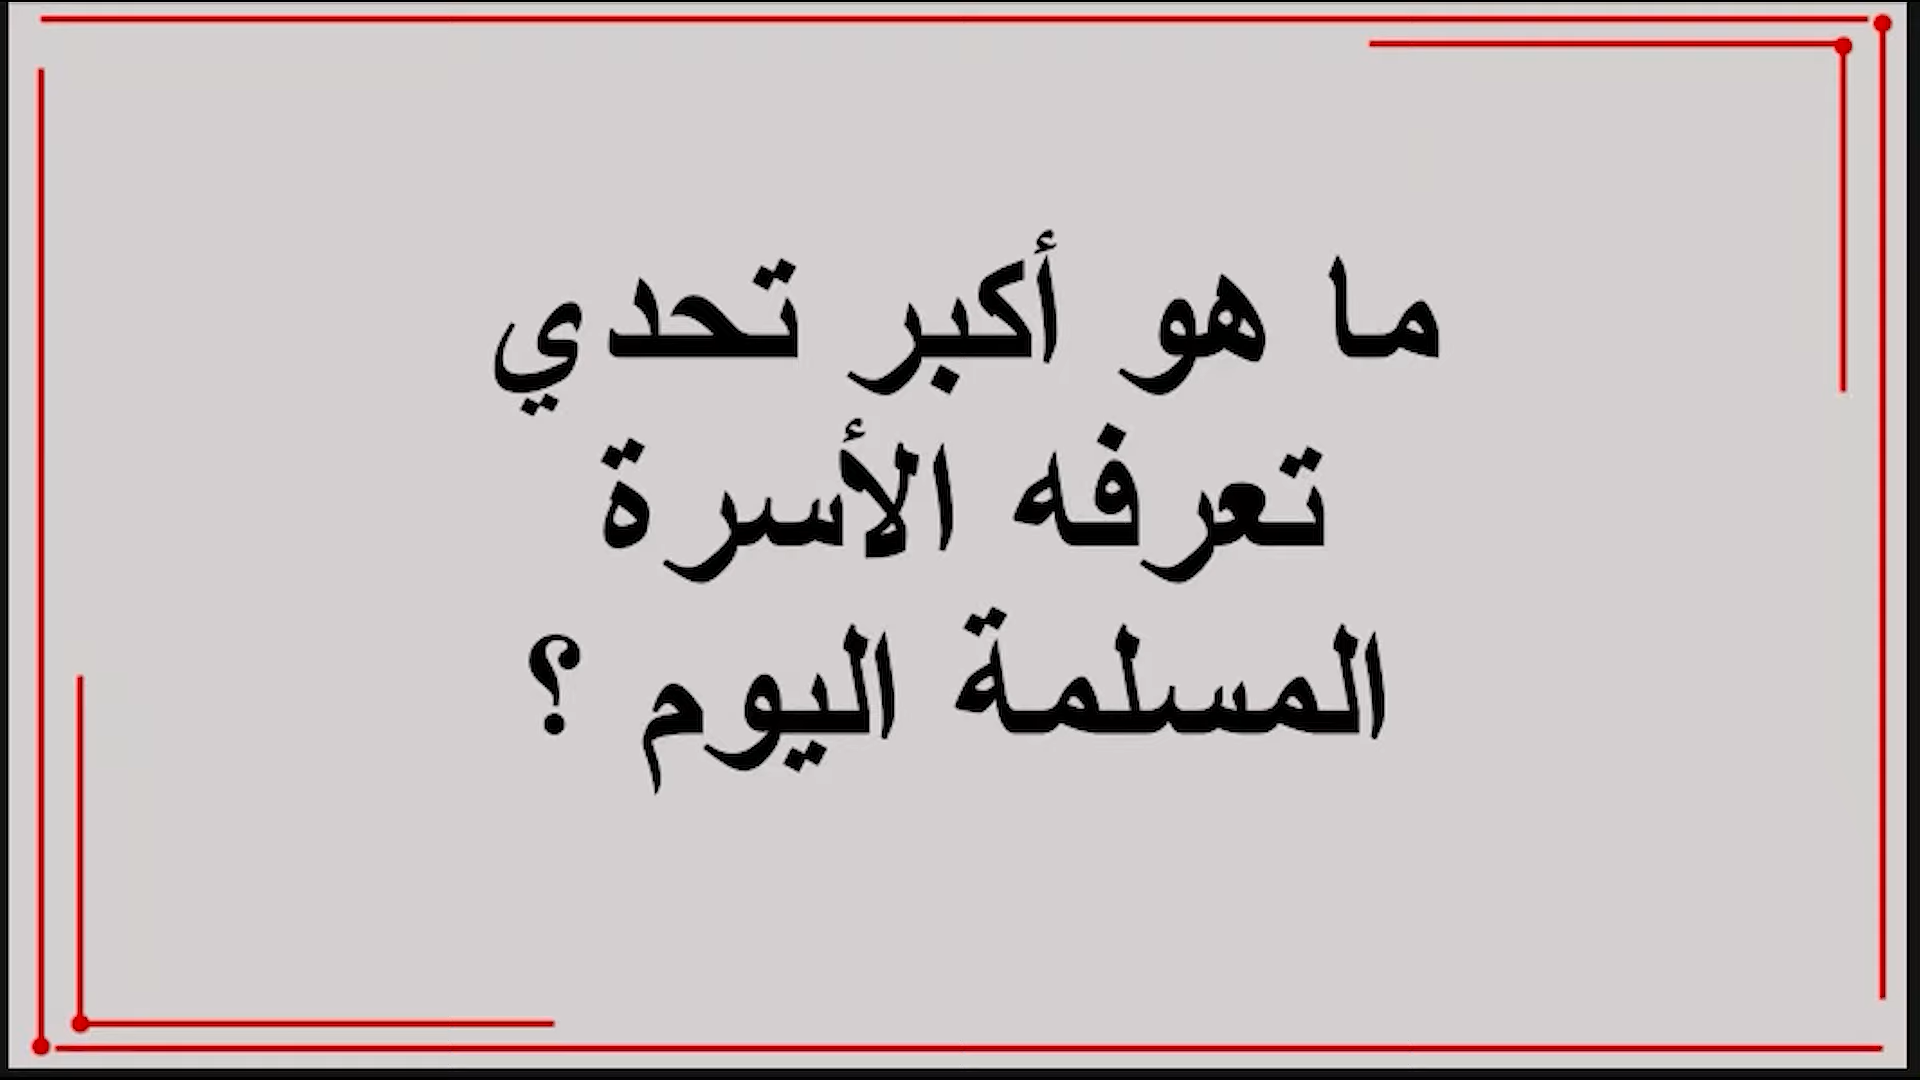 ما هو أكبر تحدي
تعرفه الأسرة
المسلمة اليوم ؟